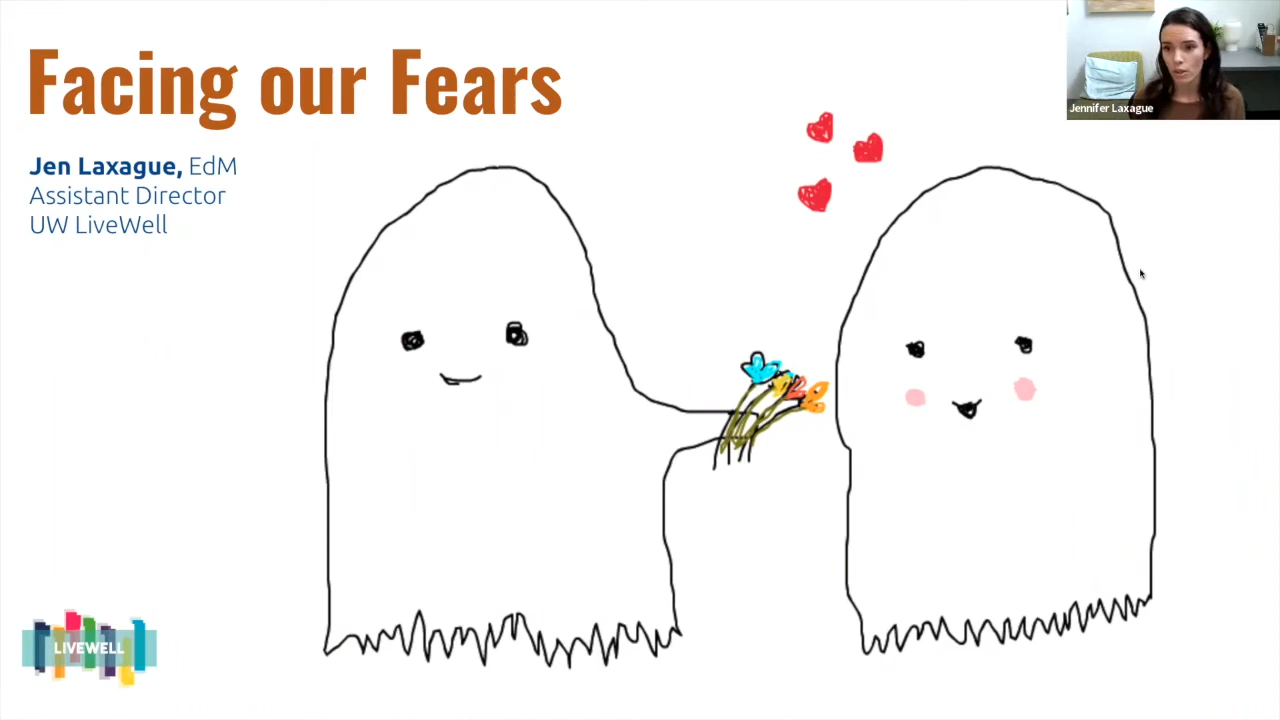 Facing our Fears
Jen Laxague, EdM
Assistant Director
UW LiveWell
Jennifer Laxague
LIVEWELL